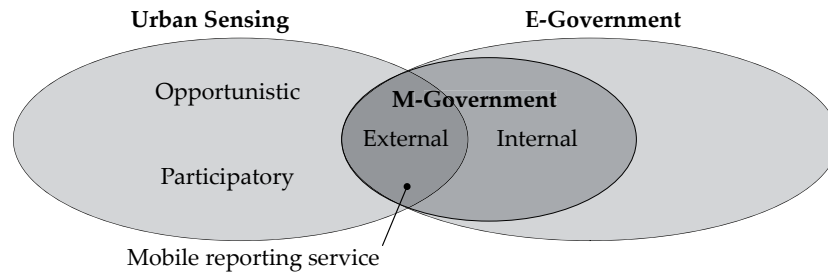 Urban Sensing
E-Government
Opportunistic
M-Government
External
Internal
Participatory
Mobile reporting service